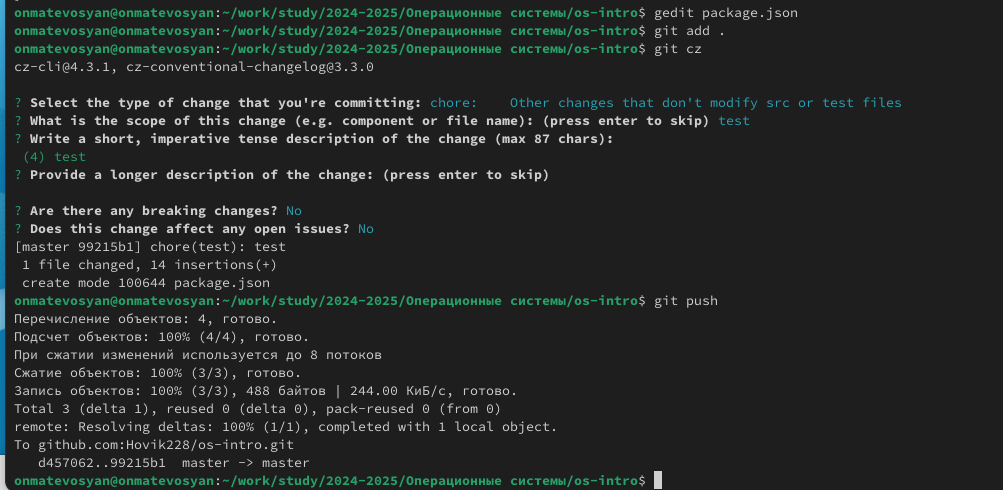 onmatevosyan@onmatevosyan:~/work/study/2024-2025/Операционные системы/os-intro$ gedit package.json
onmatevosyan@onmatevosyan:~/work/study/2024-2025/Операционные системы/os-intro$ git add .
onmatevosyan@onmatevosyan:~/work/study/2024-2025/Операционные системы/os-intro$ git cz
cz-cli@4.3.1, cz-conventional-changelog@3.3.0
? Select the type of change that you're committing: chore:    Other changes that don't modify src or test files
? What is the scope of this change (e.g. component or file name): (press enter to skip) test
? Write a short, imperative tense description of the change (max 87 chars):
 (4) test
? Provide a longer description of the change: (press enter to skip)
? Are there any breaking changes? No
? Does this change affect any open issues? No
[master 99215b1] chore(test): test
 1 file changed, 14 insertions(+)
 create mode 100644 package.json
onmatevosyan@onmatevosyan:~/work/study/2024-2025/Операционные системы/os-intro$ git push
Перечисление объектов: 4, готово.
Подсчет объектов: 100% (4/4), готово.
При сжатии изменений используется до 8 потоков
Сжатие объектов: 100% (3/3), готово.
Запись объектов: 100% (3/3), 488 байтов | 244.00 КиБ/с, готово.
Total 3 (delta 1), reused 0 (delta 0), pack-reused 0 (from 0)
remote: Resolving deltas: 100% (1/1), completed with 1 local object.
To github.com:Hovik228/os-intro.git
   d457062..99215b1  master -> master
onmatevosyan@onmatevosyan:~/work/study/2024-2025/Операционные системы/os-intro$